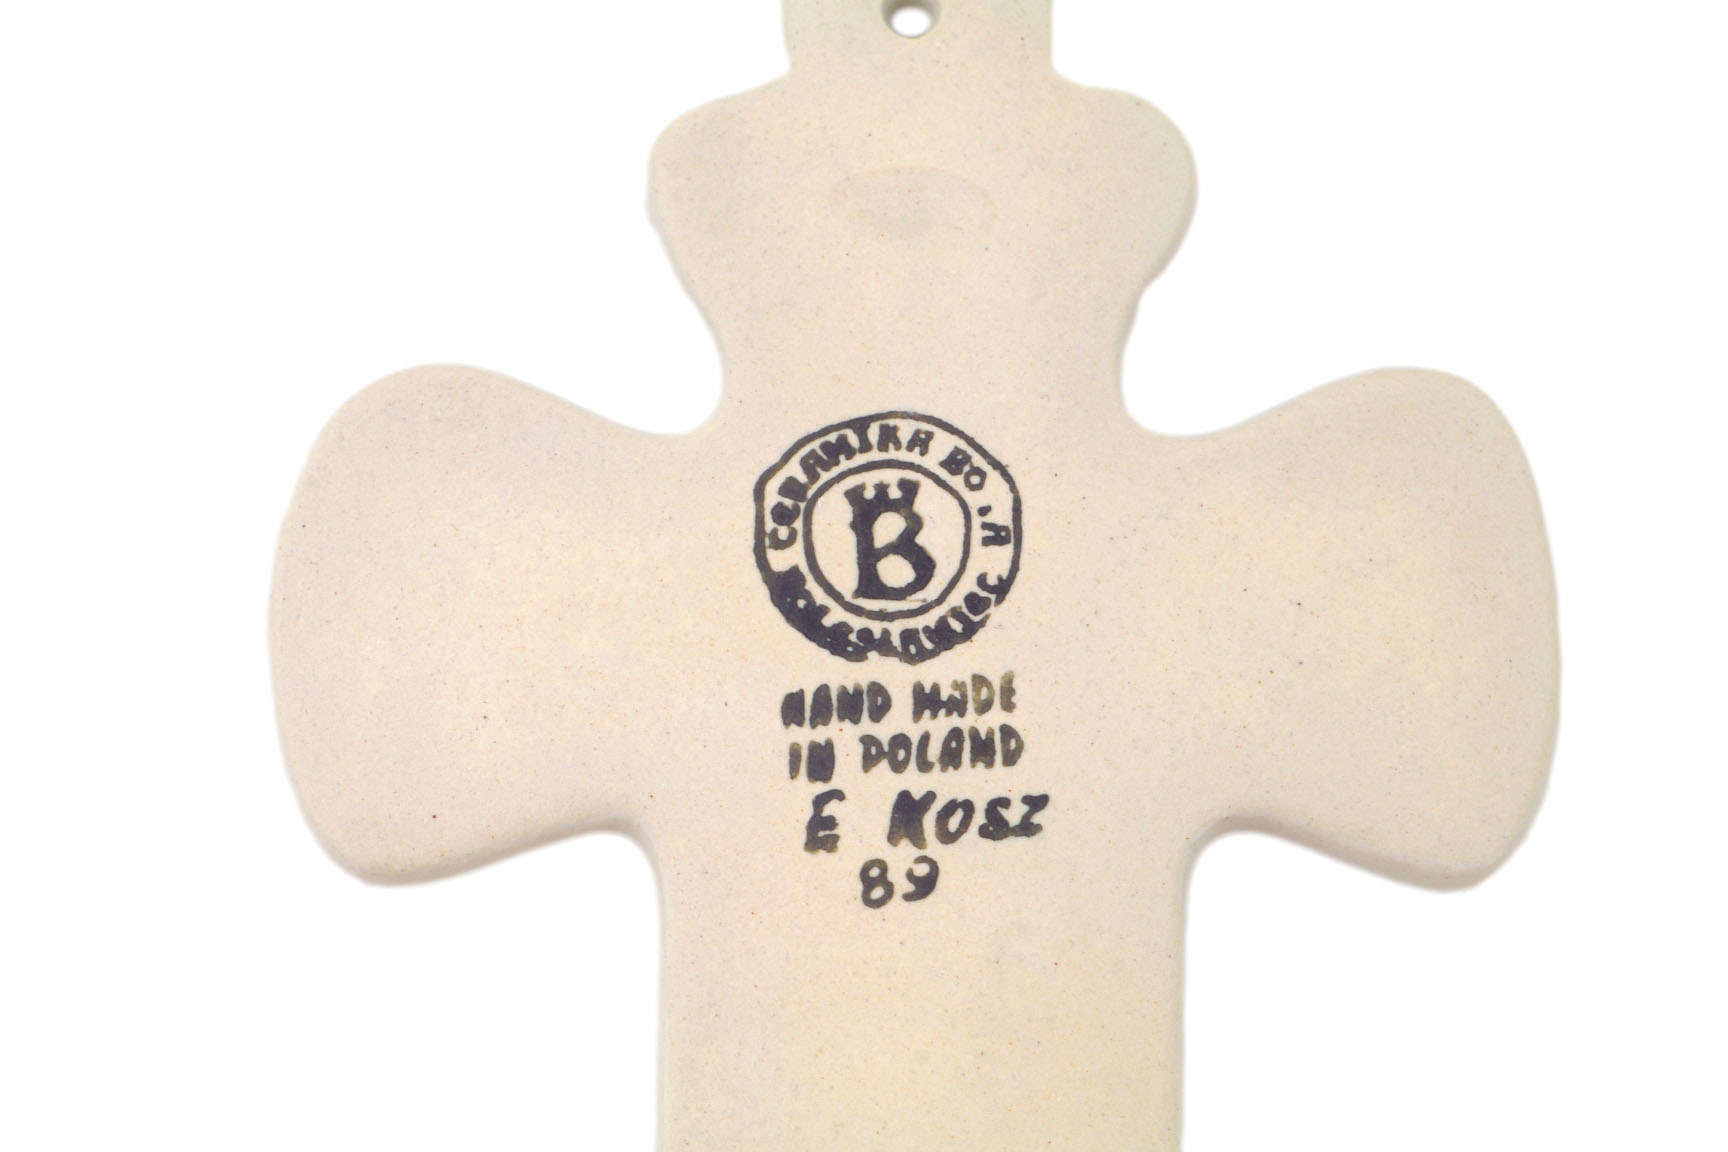 CERAMIKA BO
B
HAND MADE
IN POLAND
E KOSZ
89